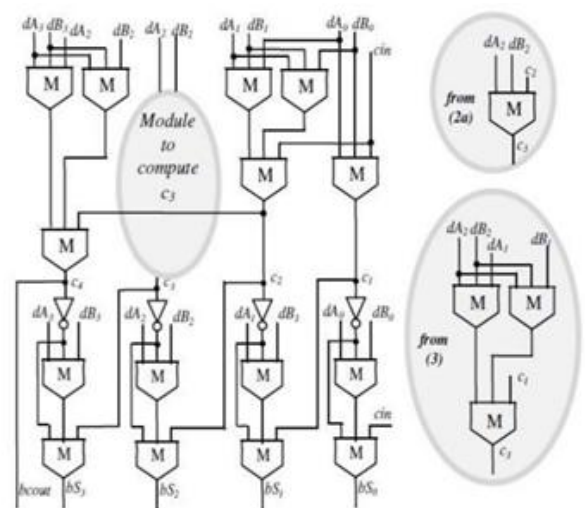 dA3 dB3 dA2 dB2 dA2 dB2 dA1 dB1 dA0 dB0
cin
M M M M
Module
to
compute
c3
M M
M
c4 c3 c2 c1
dA3 dB3 dA2 dB2 dA1 dB1 dA0 dB0
M M M M
cin
M M M M
bcout bS3 bS2 bS1 bS0
dA2 dB2
c2
from
(2a)
M
c3
dA2 dB2
dA1 dB1
M M
from
(3)
c1
M
c3